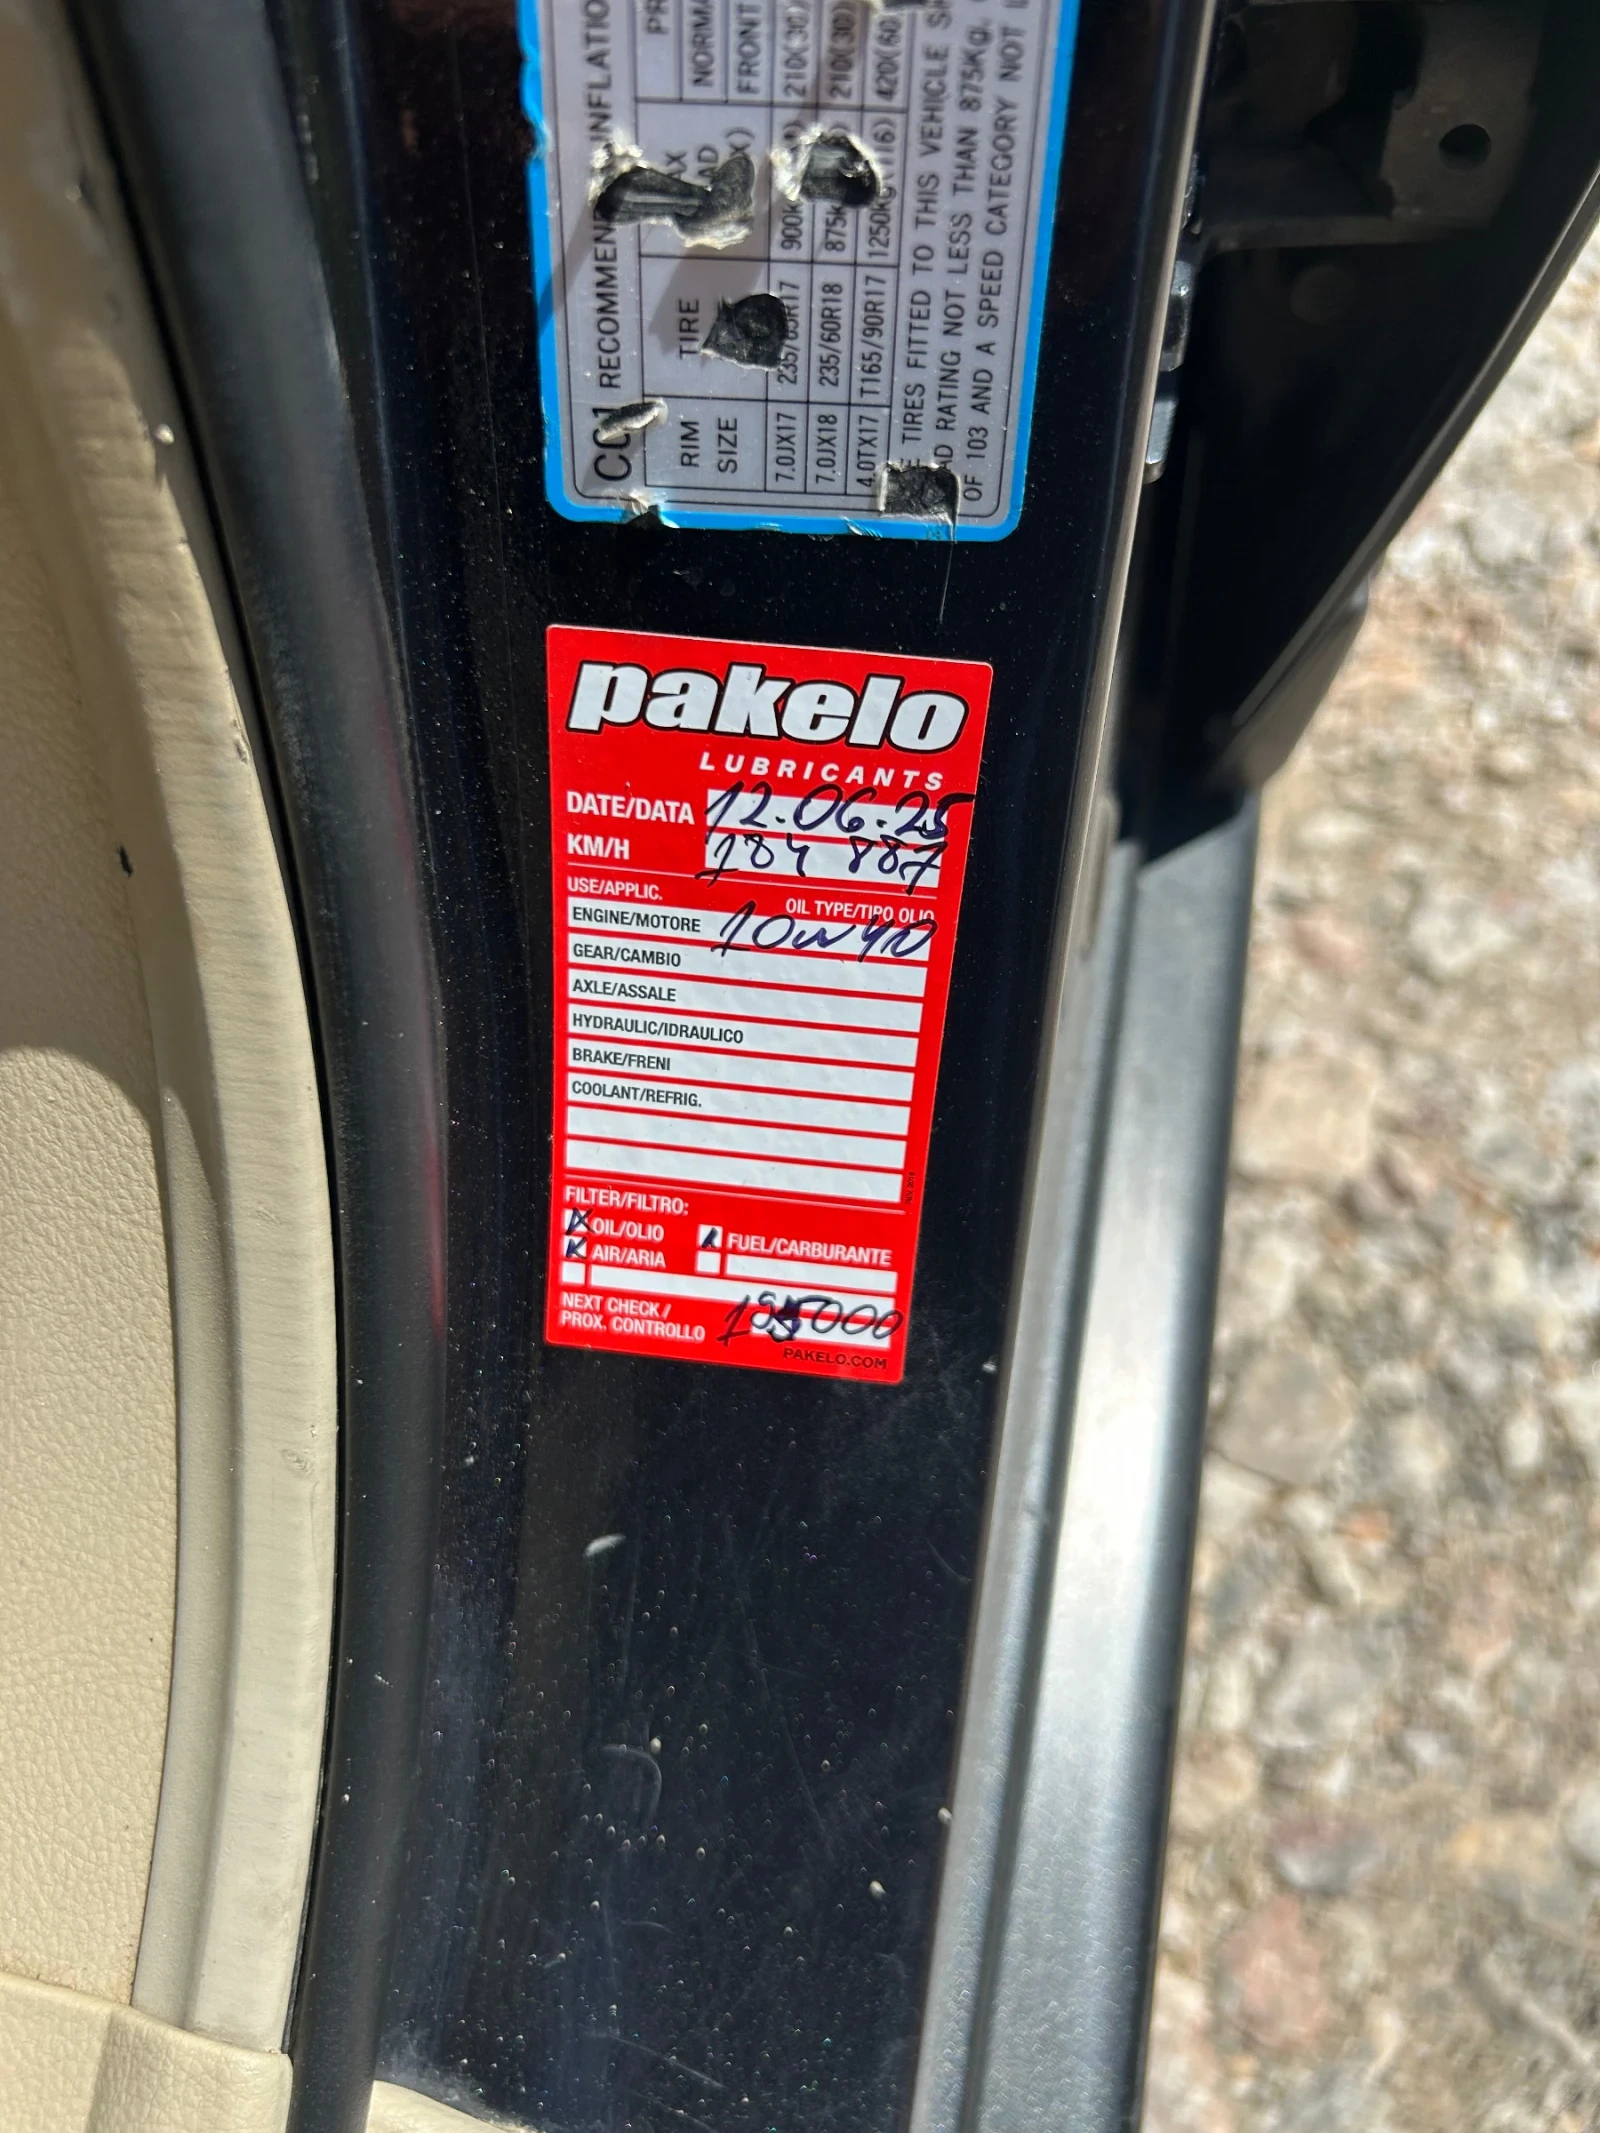 RECOMMEN INFLATIO
RIM SIZE
TIRE
NORMA
FRONT
7.0JX17 235/65R17 210(30)
7.0JX18 235/60R18 875K 210(30)
4.0TX17 T165/90R17 1250K 420(60
TIRES FITTED TO THIS VEHICLE
RATING NOT LESS THAN 875Kg.
OF 103 AND A SPEED CATEGORY NOT
pakelo
LUBRICANTS
DATE/DATA 12.06.25
KM/H 184 887
USE/APPLIC. OIL TYPE/TIPO OLIO
ENGINE/MOTORE 10w40
GEAR/CAMBIO
AXLE/ASSALE
HYDRAULIC/IDRAULICO
BRAKE/FRENI
COOLANT/REFRIG.
FILTER/FILTRO:
OIL/OLIO FUEL/CARBURANTE
AIR/ARIA
NEXT CHECK / 195000
PROX. CONTROLLO
PAKELO.COM